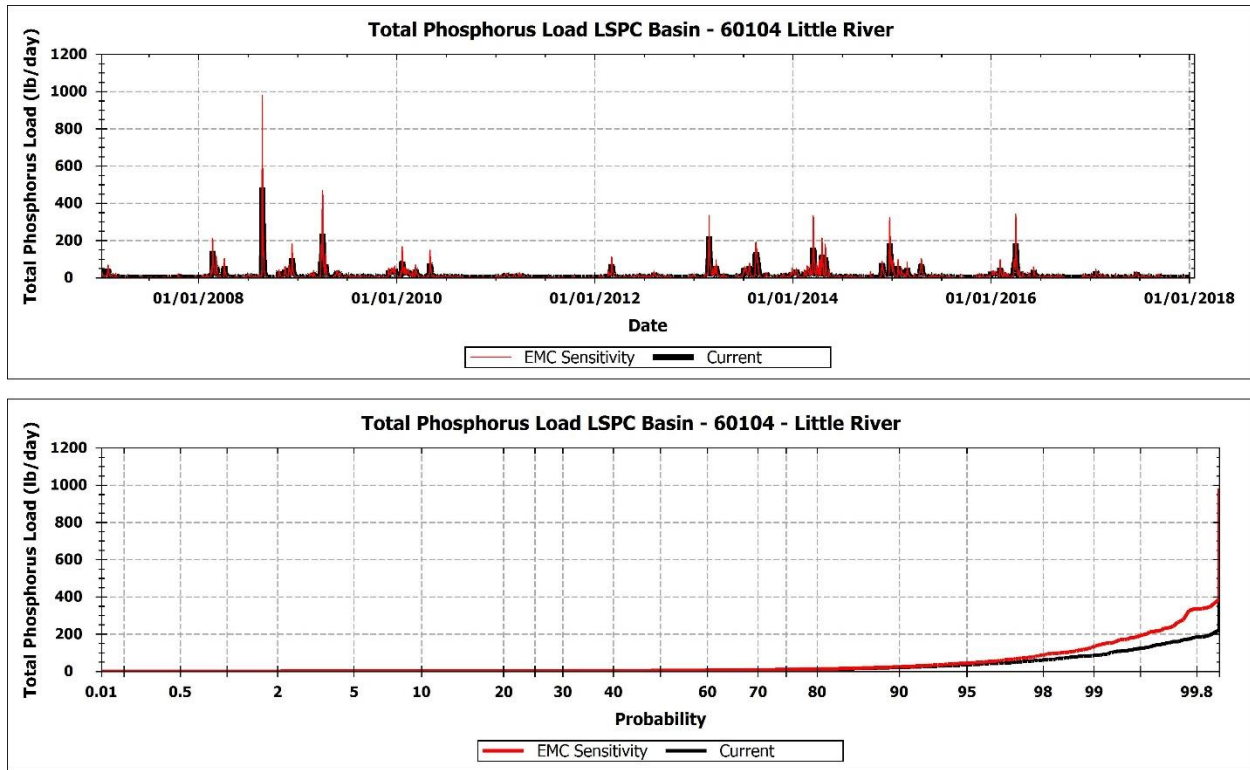 Total Phosphorus Load LSPC Basin - 60104 Little River
Total Phosphorus Load (lb/day)
1200
1000
800
600
400
200
0
01/01/2008 01/01/2010 01/01/2012 01/01/2014 01/01/2016 01/01/2018
Date
EMC Sensitivity Current
Total Phosphorus Load LSPC Basin - 60104 - Little River
Total Phosphorus Load (lb/day)
1200
1000
800
600
400
200
0
0.01 0.5 2 5 10 20 30 40 60 70 80 90 95 98 99 99.8
Probability
EMC Sensitivity Current